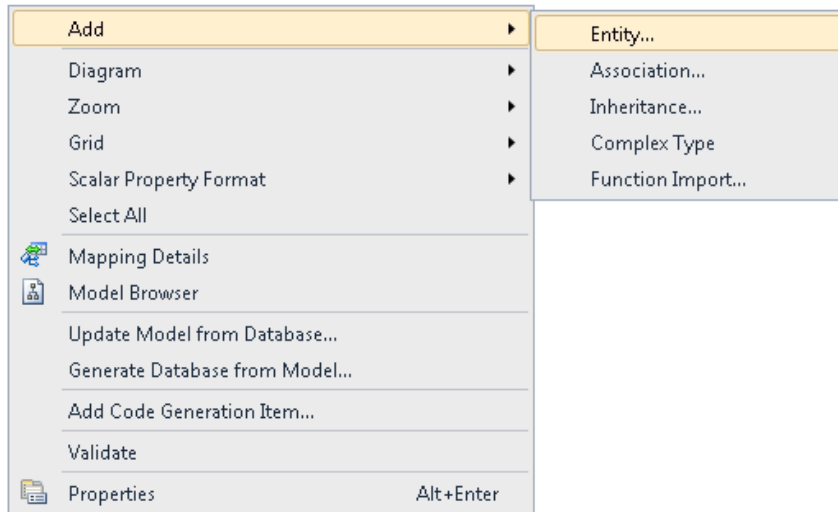 Add
Diagram
Zoom
Grid
Scalar Property Format
Select All
Mapping Details
Model Browser
Update Model from Database...
Generate Database from Model...
Add Code Generation Item...
Validate
Properties Alt+Enter
Entity...
Association...
Inheritance...
Complex Type
Function Import...